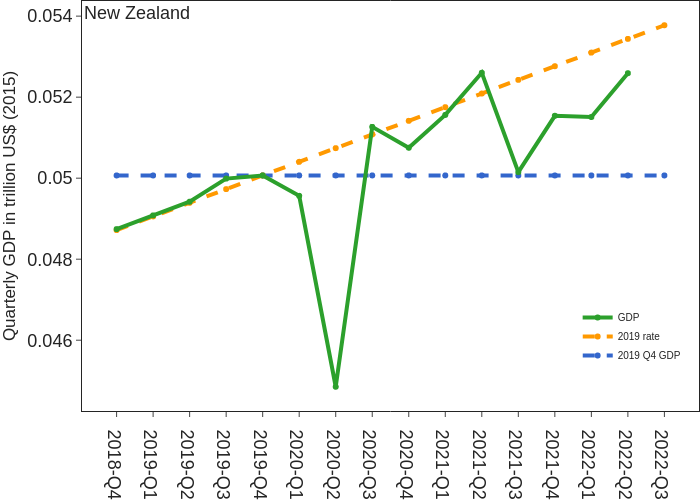 New Zealand
Quarterly GDP in trillion US$ (2015)
0.054
0.052
0.05
0.048
0.046
GDP
2019 rate
2019 Q4 GDP
2018-Q4
2019-Q1
2019-Q2
2019-Q3
2019-Q4
2020-Q1
2020-Q2
2020-Q3
2020-Q4
2021-Q1
2021-Q2
2021-Q3
2021-Q4
2022-Q1
2022-Q2
2022-Q3